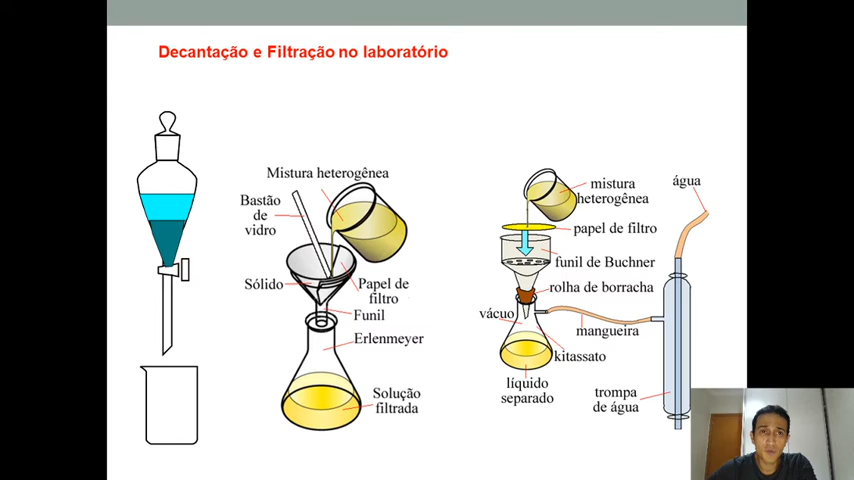 Decantação e Filtração no laboratório
Mistura heterogênea
Bastão
de
vidro
Sólido
Papel de
filtro
Funil
Erlenmeyer
Solução
filtrada
mistura
heterogênea
água
papel de filtro
funil de Buchner
rolha de borracha
vácuo
mangueira
kitassato
líquido
separado
trompa
de água